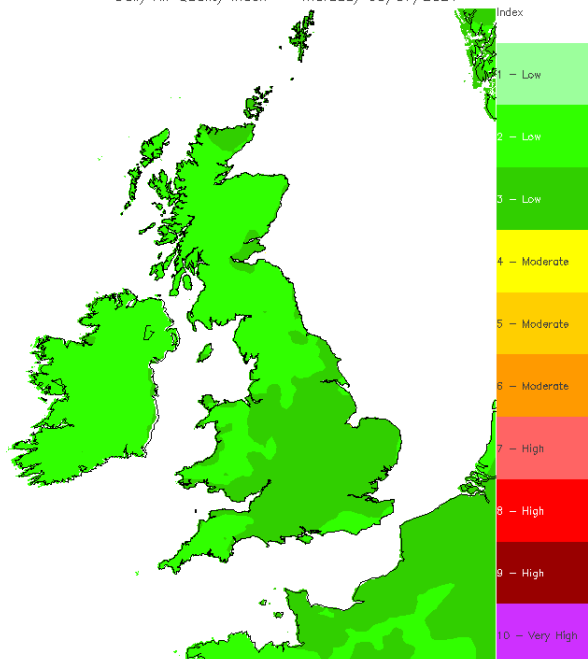 Index
1 – Low
2 – Low
3 – Low
4 – Moderate
5 – Moderate
6 – Moderate
7 – High
8 – High
9 – High
10 – Very High